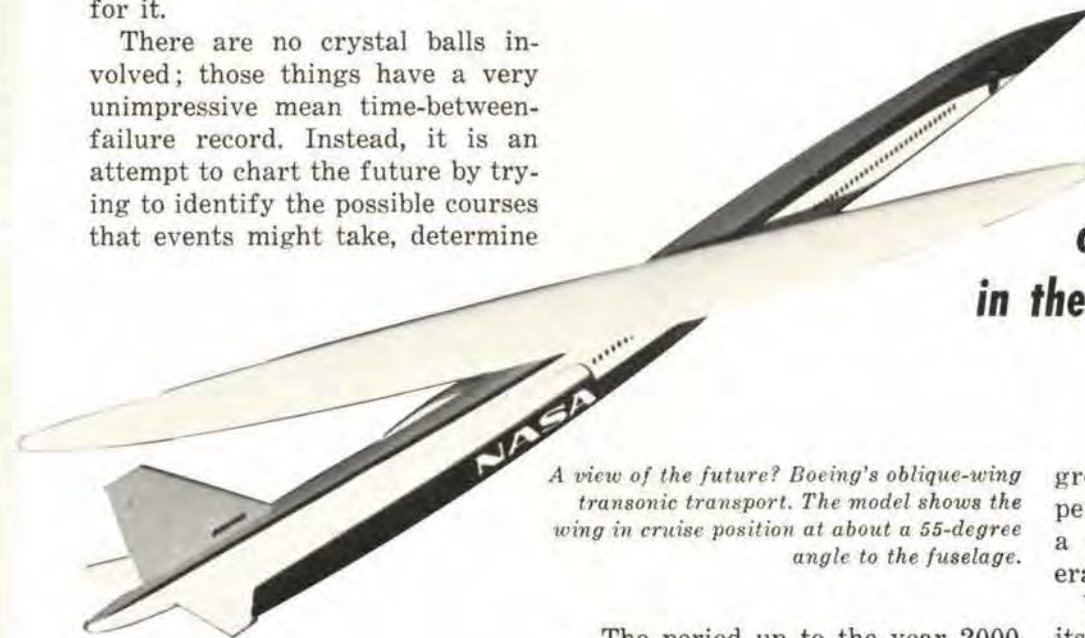 for it.
There are no crystal balls in-
volved; those things have a very
unimpressive mean time-between-
failure record. Instead, it is an
attempt to chart the future by try-
ing to identify the possible courses
that events might take, determine
in the
NASA
A view of the future? Boeing's oblique-wing
transonic transport. The model shows the
wing in cruise position at about a 55-degree
angle to the fuselage.
The period up to the year 2000
a